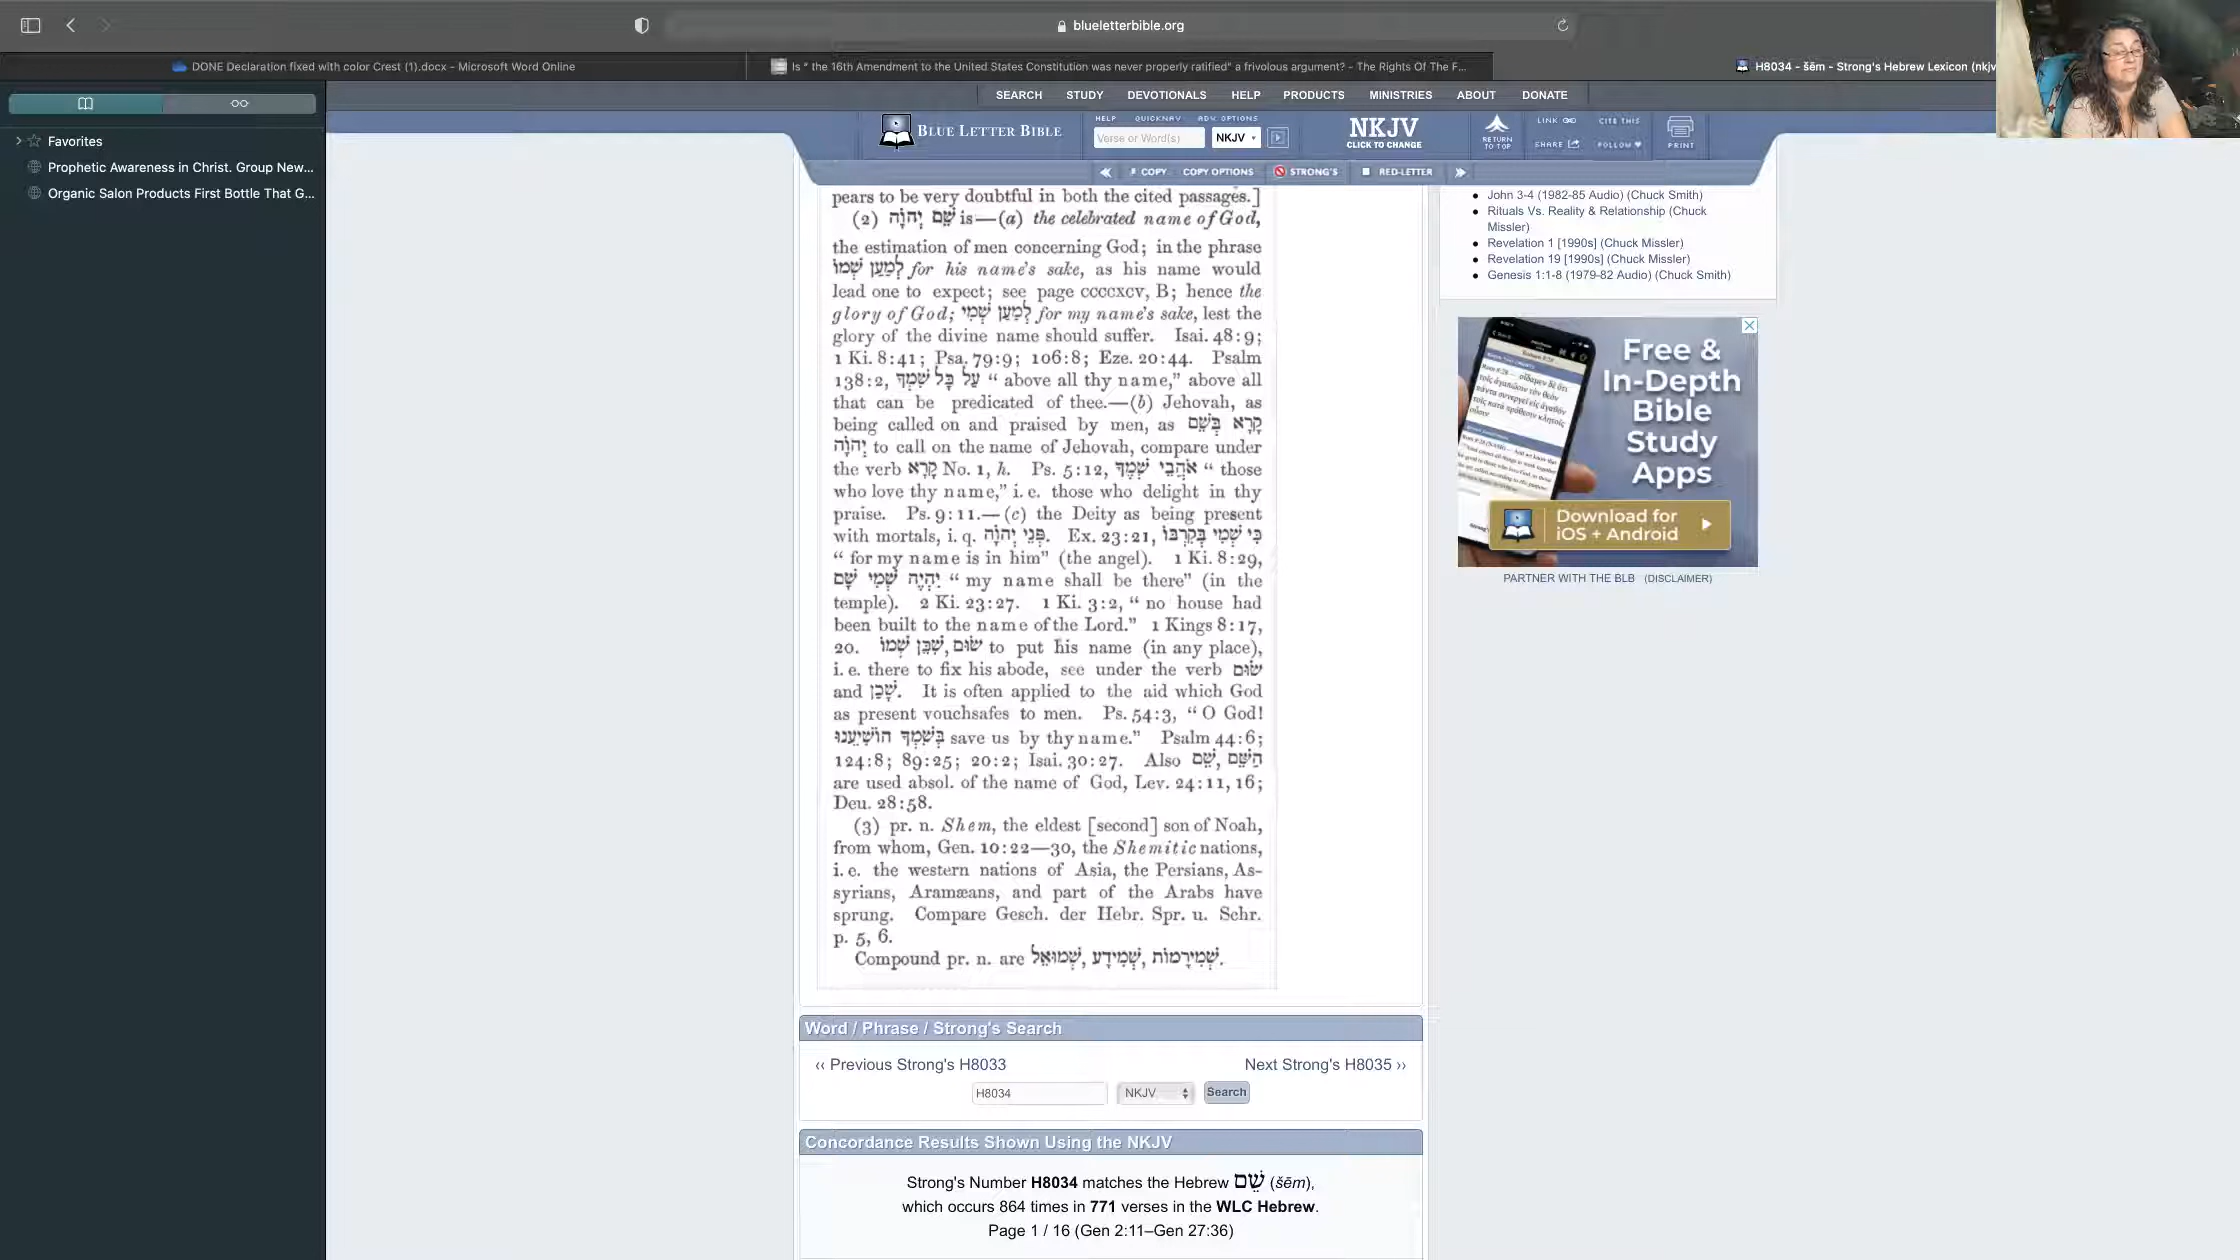 blueletterbible.org
DONE Declaration fixed with color Crest (1).docx - Microsoft Word Online
Is " the 16th Amendment to the United States Constitution was never properly ratified" a frivolous argument? - The Rights Of The F...
H8034 - šēm - Strong's Hebrew Lexicon (nkjv
Favorites
Prophetic Awareness in Christ. Group New...
Organic Salon Products First Bottle That G...
SEARCH STUDY DEVOTIONALS HELP PRODUCTS MINISTRIES ABOUT DONATE
BLUE LETTER BIBLE
HELP QUICKNAV ADV. OPTIONS
Verse or Word(s) NKJV
NKJV
CLICK TO CHANGE
RETURN TO TOP
LINK CITE THIS
SHARE FOLLOW
PRINT
COPY COPY OPTIONS STRONG'S RED-LETTER
pears to be very doubtful in both the cited passages.]
(2) שֵׁם יְהוָֹה is—(a) the celebrated name of God,
the estimation of men concerning God; in the phrase
לְמַעַן שְׁמוֹ for his name's sake, as his name would
lead one to expect; see page CCCCXCV, B; hence the
glory of God; לְמַעַן שְׁמִי for my name's sake, lest the
glory of the divine name should suffer. Isai. 48:9;
1 Ki. 8:41; Psa. 79:9; 106:8; Eze. 20:44. Psalm
138:2, עַל כָּל שִׁמְךָ " above all thy name," above all
that can be predicated of thee.—(b) Jehovah, as
being called on and praised by men, as קָרָא בְּשֵׁם
יְהוָֹה to call on the name of Jehovah, compare under
the verb קָרָא No. 1, h. Ps. 5:12, אֹהֲבֵי שְׁמֶךָ " those
who love thy name," i. e. those who delight in thy
praise. Ps. 9:11.—(c) the Deity as being present
with mortals, i. q. פְּנֵי יְהוָֹה. Ex. 23:21, כִּי שְׁמִי בְּקִרְבּוֹ
" for my name is in him" (the angel). 1 Ki. 8:29,
יִהְיֶה שְׁמִי שָׁם " my name shall be there" (in the
temple). 2 Ki. 23:27. 1 Ki. 3:2, " no house had
been built to the name of the Lord." 1 Kings 8:17,
20. שׂוּם, שִׁכֵּן שְׁמוֹ to put his name (in any place),
i. e. there to fix his abode, see under the verb שׂוּם
and שָׁכַן. It is often applied to the aid which God
as present vouchsafes to men. Ps. 54:3, " O God!
בְּשִׁמְךָ הוֹשִׁיעֵנוּ save us by thy name." Psalm 44:6;
124:8; 89:25; 20:2; Isai. 30:27. Also הַשֵּׁם, שֵׁם
are used absol. of the name of God, Lev. 24:11, 16;
Deu. 28:58.
(3) pr. n. Shem, the eldest [second] son of Noah,
from whom, Gen. 10:22—30, the Shemitic nations,
i. e. the western nations of Asia, the Persians, As-
syrians, Aramæans, and part of the Arabs have
sprung. Compare Gesch. der Hebr. Spr. u. Schr.
p. 5, 6.
Compound pr. n. are שְׁמִירָמוֹת, שְׁמִידָע, שְׁמוּאֵל.
John 3-4 (1982-85 Audio) (Chuck Smith)
Rituals Vs. Reality & Relationship (Chuck
Missler)
Revelation 1 [1990s] (Chuck Missler)
Revelation 19 [1990s] (Chuck Missler)
Genesis 1:1-8 (1979-82 Audio) (Chuck Smith)
Free &
In-Depth
Bible
Study
Apps
Download for
iOS + Android
PARTNER WITH THE BLB (DISCLAIMER)
Word / Phrase / Strong's Search
‹‹ Previous Strong's H8033 Next Strong's H8035 ››
H8034 NKJV Search
Concordance Results Shown Using the NKJV
Strong's Number H8034 matches the Hebrew שֵׁם (šēm),
which occurs 864 times in 771 verses in the WLC Hebrew.
Page 1 / 16 (Gen 2:11–Gen 27:36)